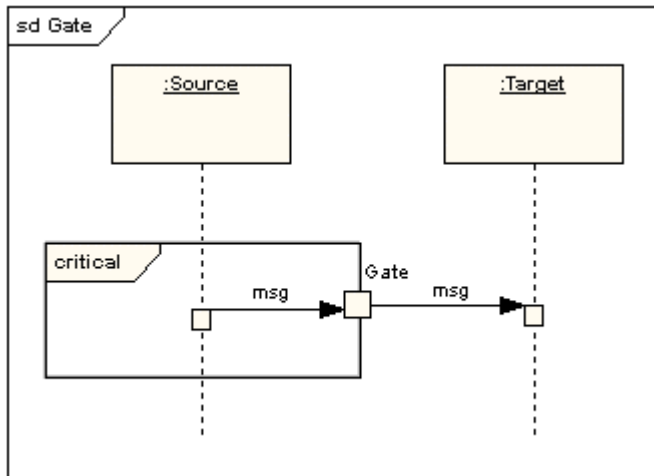 sd Gate
:Source
:Target
critical
Gate
msg
msg